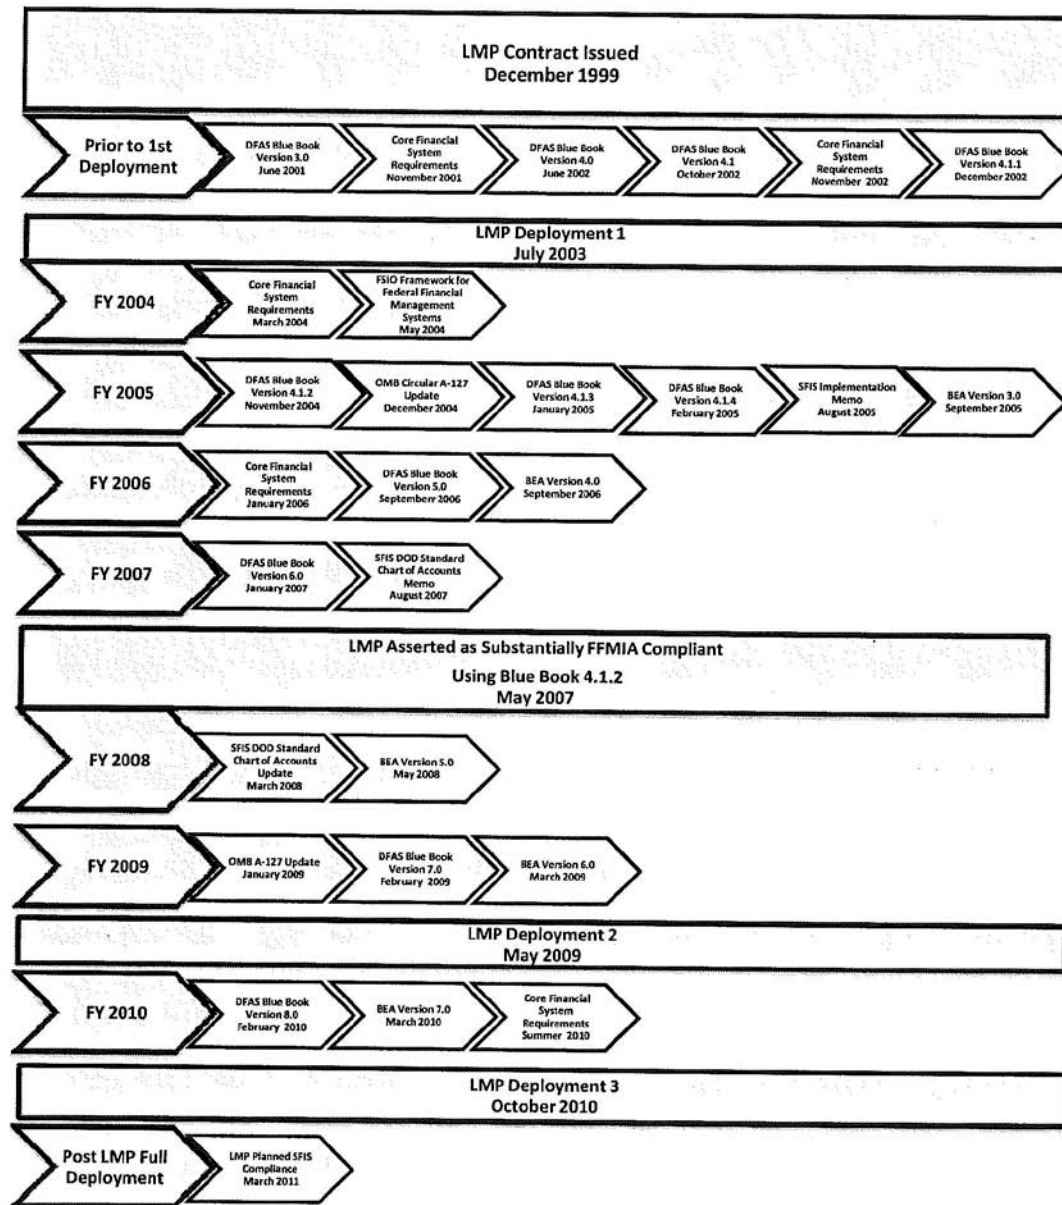 LMP Contract Issued
December 1999
Prior to 1st
Deployment
DFAS Blue Book
Version 3.0
June 2001
Core Financial
System
Requirements
November 2001
DFAS Blue Book
Version 4.0
June 2002
DFAS Blue Book
Version 4.1
October 2002
Core Financial
System
Requirements
November 2002
DFAS Blue Book
Version 4.1.1
December 2002
LMP Deployment 1
July 2003
FY 2004
Core Financial
System
Requirements
March 2004
FSIO Framework for
Federal Financial
Management
Systems
May 2004
FY 2005
DFAS Blue Book
Version 4.1.2
November 2004
OMB Circular A-127
Update
December 2004
DFAS Blue Book
Version 4.1.3
January 2005
DFAS Blue Book
Version 4.1.4
February 2005
SFIS Implementation
Memo
August 2005
BEA Version 3.0
September 2005
FY 2006
Core Financial
System
Requirements
January 2006
DFAS Blue Book
Version 5.0
Septemberr 2006
BEA Version 4.0
September 2006
FY 2007
DFAS Blue Book
Version 6.0
January 2007
SFIS DOD Standard
Chart of Accounts
Memo
August 2007
LMP Asserted as Substantially FFMIA Compliant
Using Blue Book 4.1.2
May 2007
FY 2008
SFIS DOD Standard
Chart of Accounts
Update
March 2008
BEA Version 5.0
May 2008
FY 2009
OMB A-127 Update
January 2009
DFAS Blue Book
Version 7.0
February 2009
BEA Version 6.0
March 2009
LMP Deployment 2
May 2009
FY 2010
DFAS Blue Book
Version 8.0
February 2010
BEA Version 7.0
March 2010
Core Financial
System
Requirements
Summer 2010
LMP Deployment 3
October 2010
Post LMP Full
Deployment
LMP Planned SFIS
Compliance
March 2011